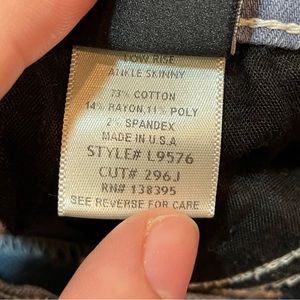 LOW RISE
ANKLE SKINNY
73% COTTON
14% RAYON 11% POLY
2% SPANDEX
MADE IN U.S.A
STYLE# L9576
CUT# 296J
RN# 138395
SEE REVERSE FOR CARE